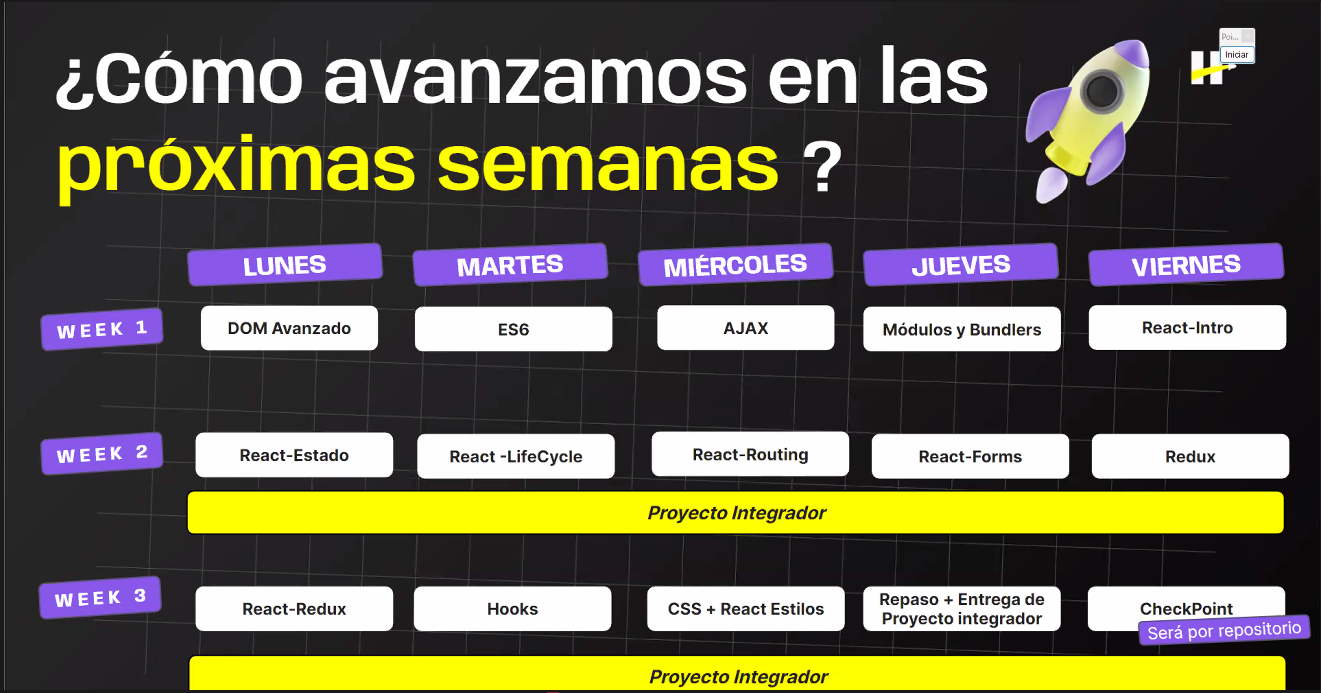 ¿Cómo avanzamos en las
próximas semanas ?
Poi...
Iniciar
LUNES MARTES MIÉRCOLES JUEVES VIERNES
WEEK 1 DOM Avanzado ES6 AJAX Módulos y Bundlers React-Intro
WEEK 2 React-Estado React -LifeCycle React-Routing React-Forms Redux
Proyecto Integrador
WEEK 3 React-Redux Hooks CSS + React Estilos Repaso + Entrega de
Proyecto integrador CheckPoint
Será por repositorio
Proyecto Integrador